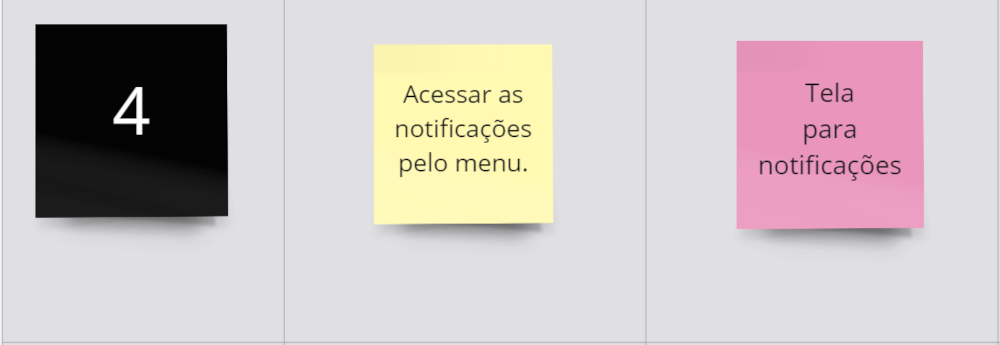 4
Acessar as
notificações
pelo menu.
Tela
para
notificações